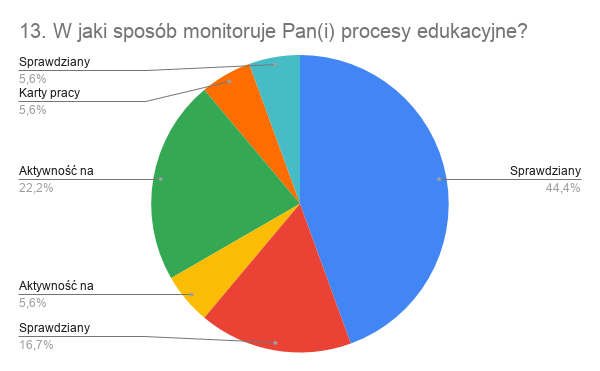 13. W jaki sposób monitoruje Pan(i) procesy edukacyjne?
Sprawdziany
5,6%
Karty pracy
5,6%
Aktywność na
22,2%
Aktywność na
5,6%
Sprawdziany
16,7%
Sprawdziany
44,4%